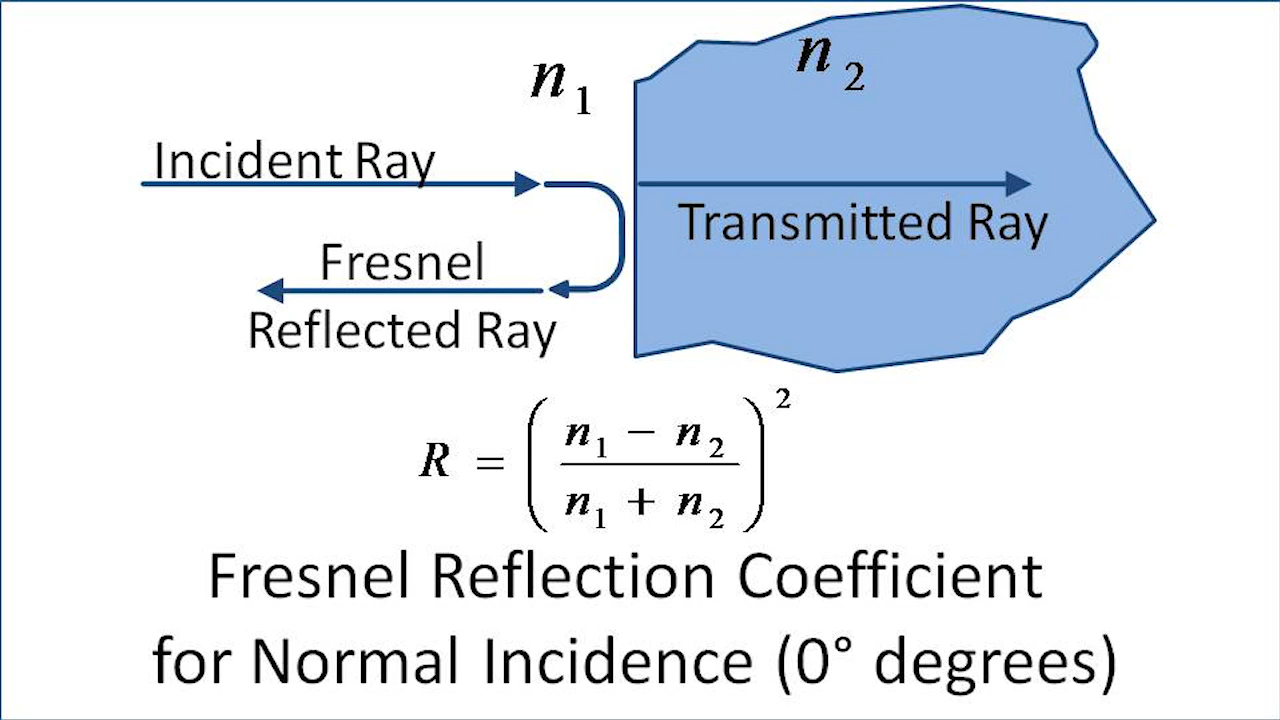 n₁
n₂
Incident Ray
Transmitted Ray
Fresnel
Reflected Ray
R = ( (n₁ − n₂) / (n₁ + n₂) )²
Fresnel Reflection Coefficient
for Normal Incidence (0° degrees)